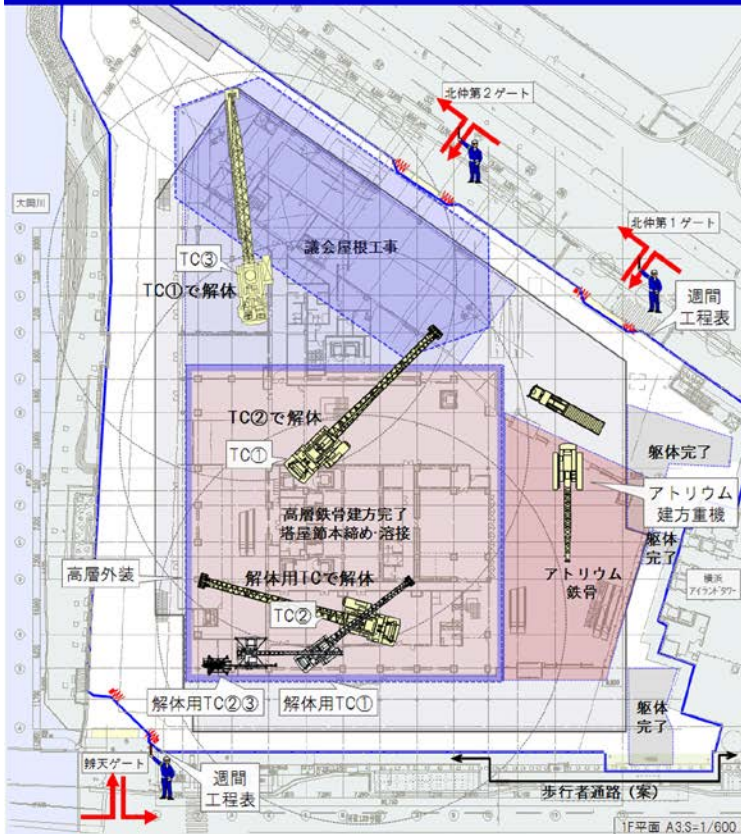 北仲第2ゲート
大岡川
北仲第1ゲート
議会屋根工事
TC③
TC①で解体
週間
工程表
TC②で解体
TC①
躯体完了
アトリウム
建方重機
高層鉄骨建方完了
塔屋節本締め・溶接
躯体
完了
高層外装
解体用TCで解体
アトリウム
鉄骨
横浜
アイランドタワー
TC②
解体用TC②③
解体用TC①
躯体
完了
辨天ゲート
週間
工程表
歩行者通路（案）
1F平面 A3,S=1/600